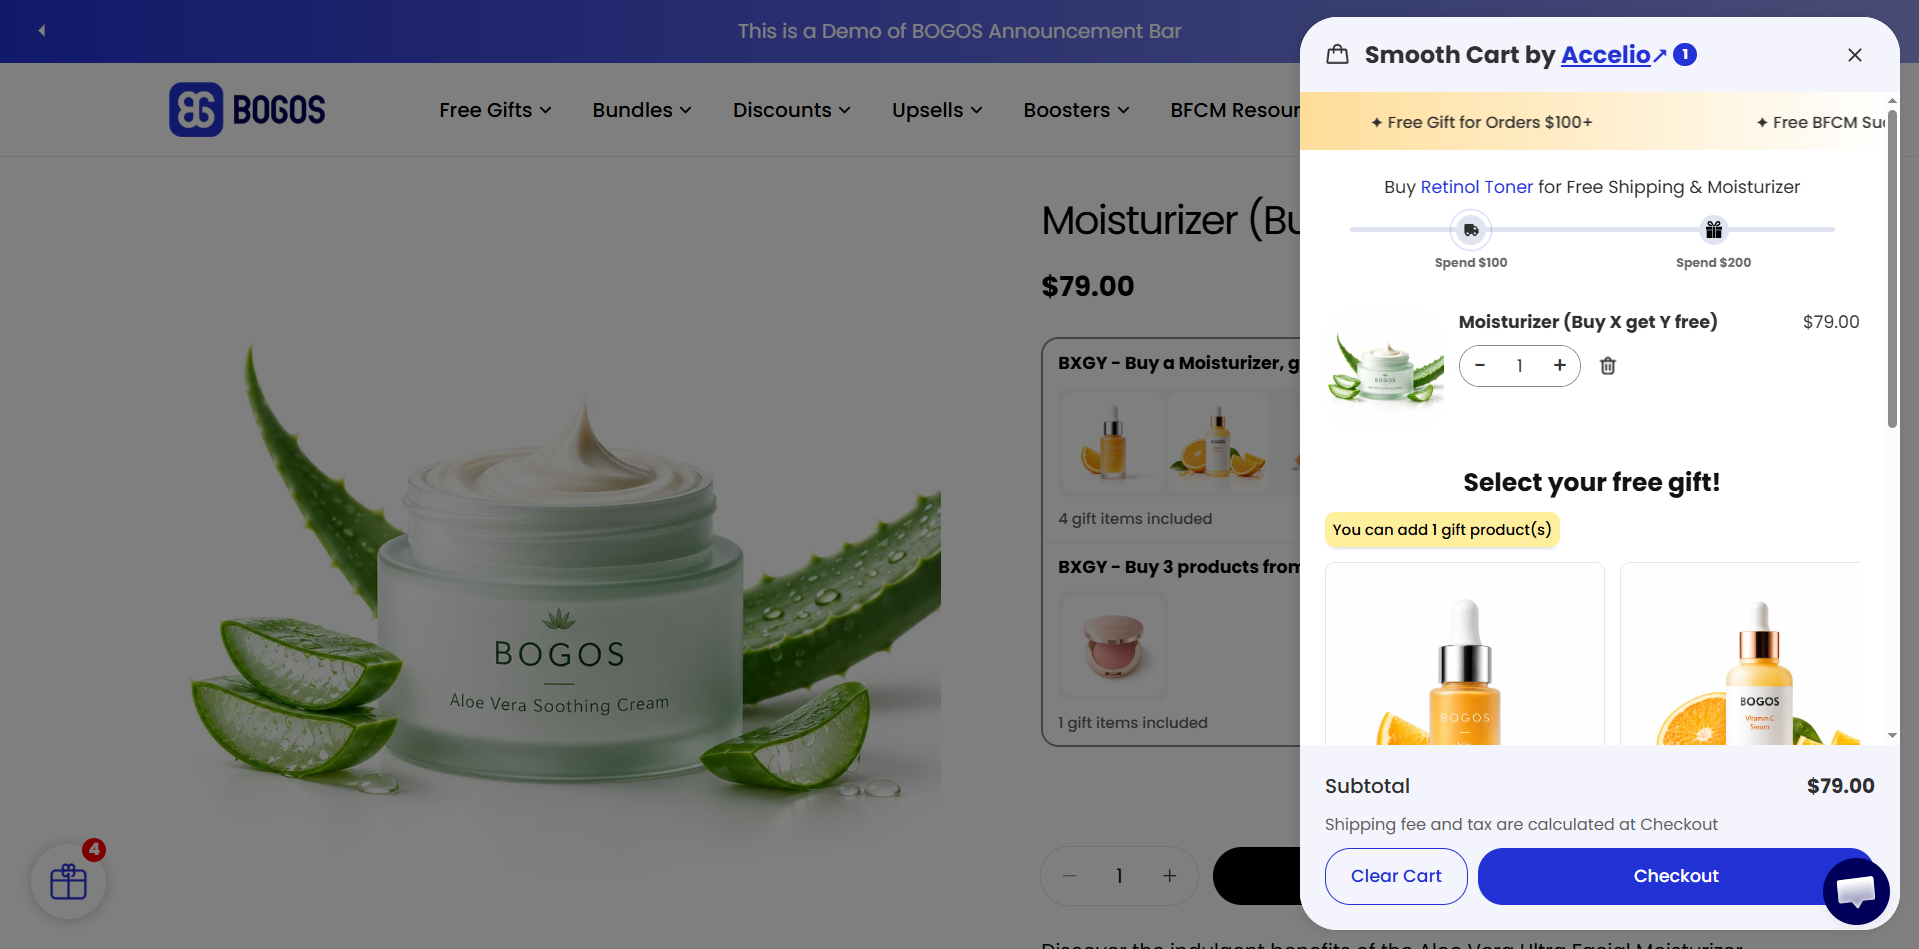 This is a Demo of BOGOS Announcement Bar
BOGOS
Free Gifts
Bundles
Discounts
Upsells
Boosters
BFCM Resour
Moisturizer (Bu
$79.00
BXGY - Buy a Moisturizer, g
4 gift items included
BXGY - Buy 3 products from
1 gift items included
BOGOS
Aloe Vera Soothing Cream
4
1
Smooth Cart by Accelio↗ 1
✦ Free Gift for Orders $100+
✦ Free BFCM Su
Buy Retinol Toner for Free Shipping & Moisturizer
Spend $100
Spend $200
Moisturizer (Buy X get Y free)
$79.00
- 1 +
BOGOS
Select your free gift!
You can add 1 gift product(s)
BOGOS
BOGOS
Vitamin C
Serum
Subtotal
$79.00
Shipping fee and tax are calculated at Checkout
Clear Cart
Checkout